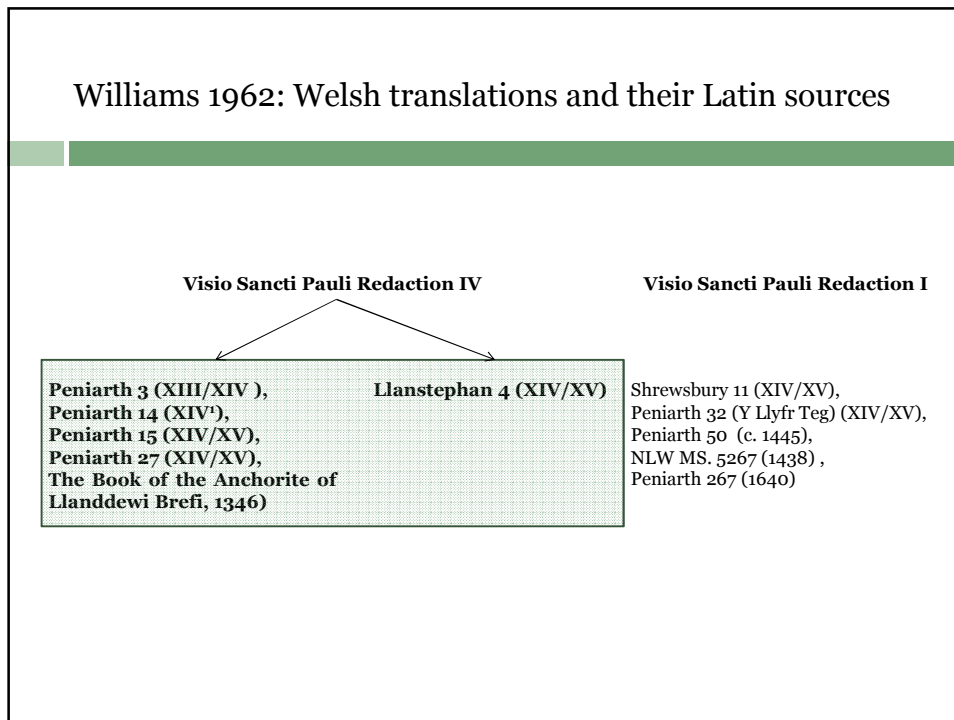 Williams 1962: Welsh translations and their Latin sources
Visio Sancti Pauli Redaction IV
Visio Sancti Pauli Redaction I
Peniarth 3 (XIII/XIV ),
Peniarth 14 (XIV¹),
Peniarth 15 (XIV/XV),
Peniarth 27 (XIV/XV),
The Book of the Anchorite of
Llanddewi Brefi, 1346)
Llanstephan 4 (XIV/XV)
Shrewsbury 11 (XIV/XV),
Peniarth 32 (Y Llyfr Teg) (XIV/XV),
Peniarth 50 (c. 1445),
NLW MS. 5267 (1438) ,
Peniarth 267 (1640)